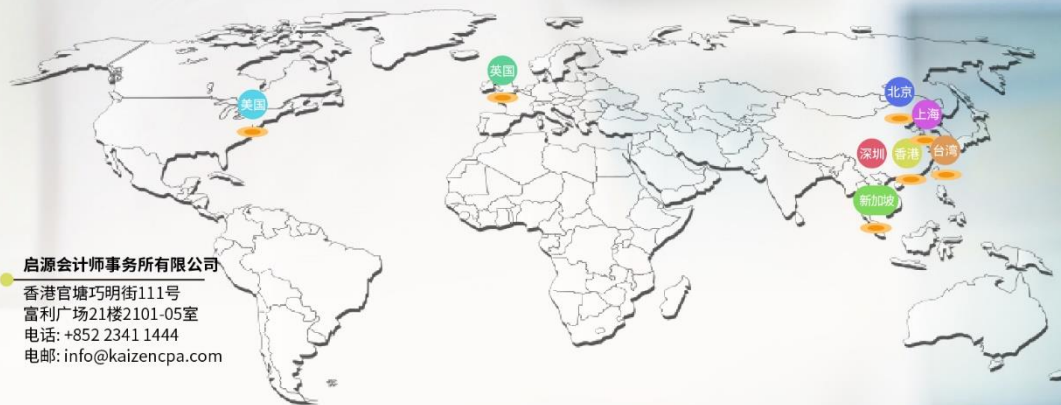 英国
美国
北京
上海
深圳
香港
台湾
新加坡
启源会计师事务所有限公司
香港官塘巧明街111号
富利广场21楼2101-05室
电话: +852 2341 1444
电邮: info@kaizencpa.com